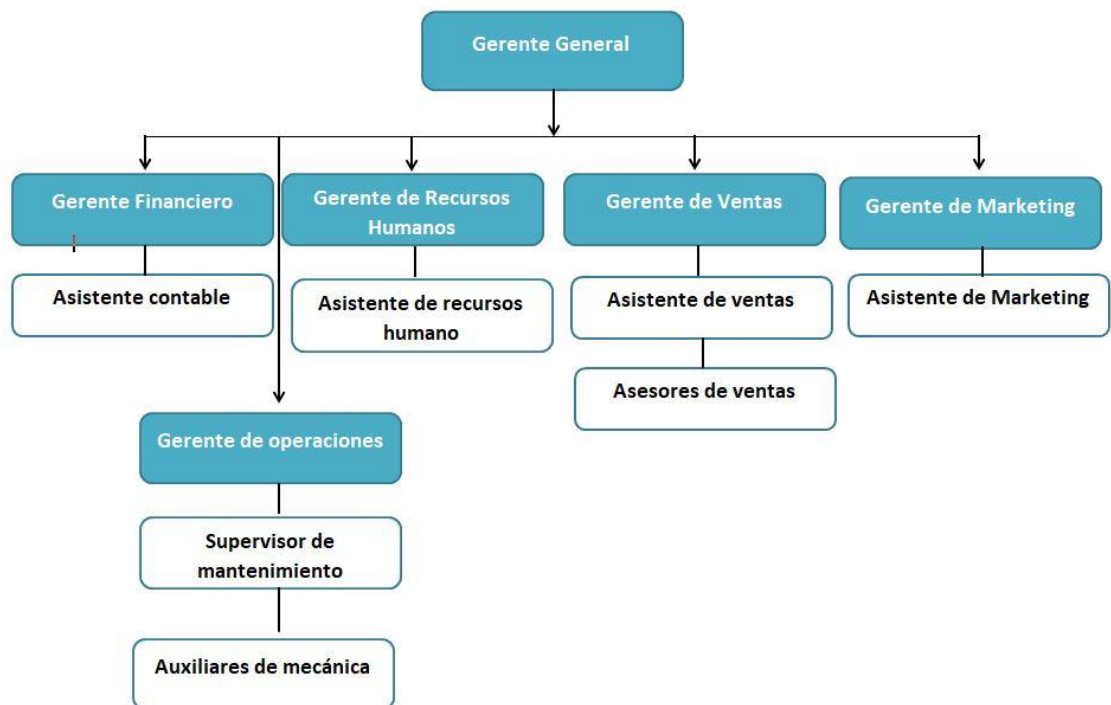 Gerente General
Gerente Financiero
Gerente de Recursos
Humanos
Gerente de Ventas
Gerente de Marketing
Asistente contable
Asistente de recursos
humano
Asistente de ventas
Asistente de Marketing
Asesores de ventas
Gerente de operaciones
Supervisor de
mantenimiento
Auxiliares de mecánica